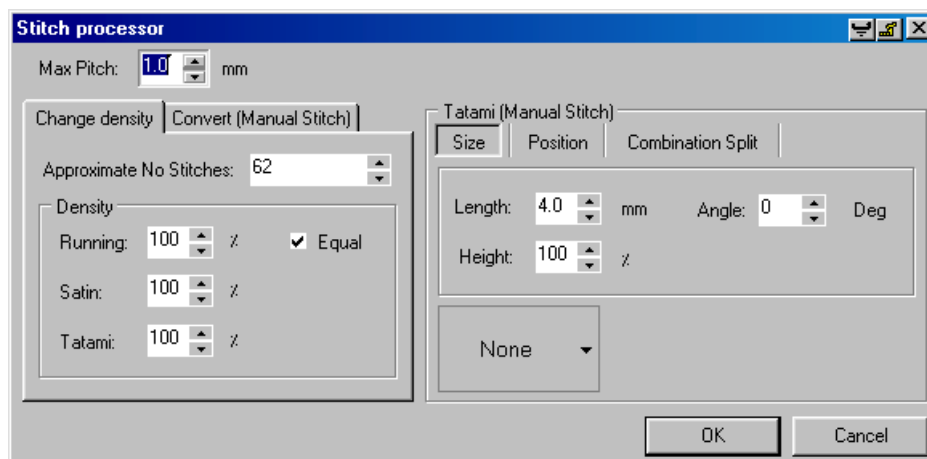 Stitch processor
Max Pitch: 1.0 mm
Change density Convert (Manual Stitch)
Approximate No Stitches: 62
Density
Running: 100 % Equal
Satin: 100 %
Tatami: 100 %
Tatami (Manual Stitch)
Size Position Combination Split
Length: 4.0 mm Angle: 0 Deg
Height: 100 %
None
OK Cancel